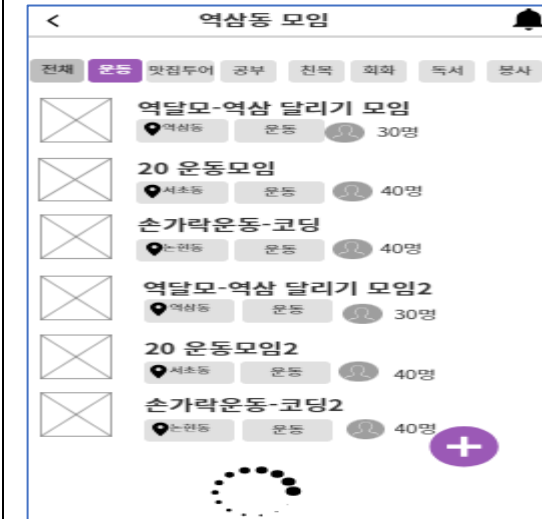 < 역삼동 모임
전체 운동 맛집투어 공부 친목 회화 독서 봉사
역달모-역삼 달리기 모임
역삼동 운동 30명
20 운동모임
서초동 운동 40명
손가락운동-코딩
논현동 운동 40명
역달모-역삼 달리기 모임2
역삼동 운동 30명
20 운동모임2
서초동 운동 40명
손가락운동-코딩2
논현동 운동 40명
+